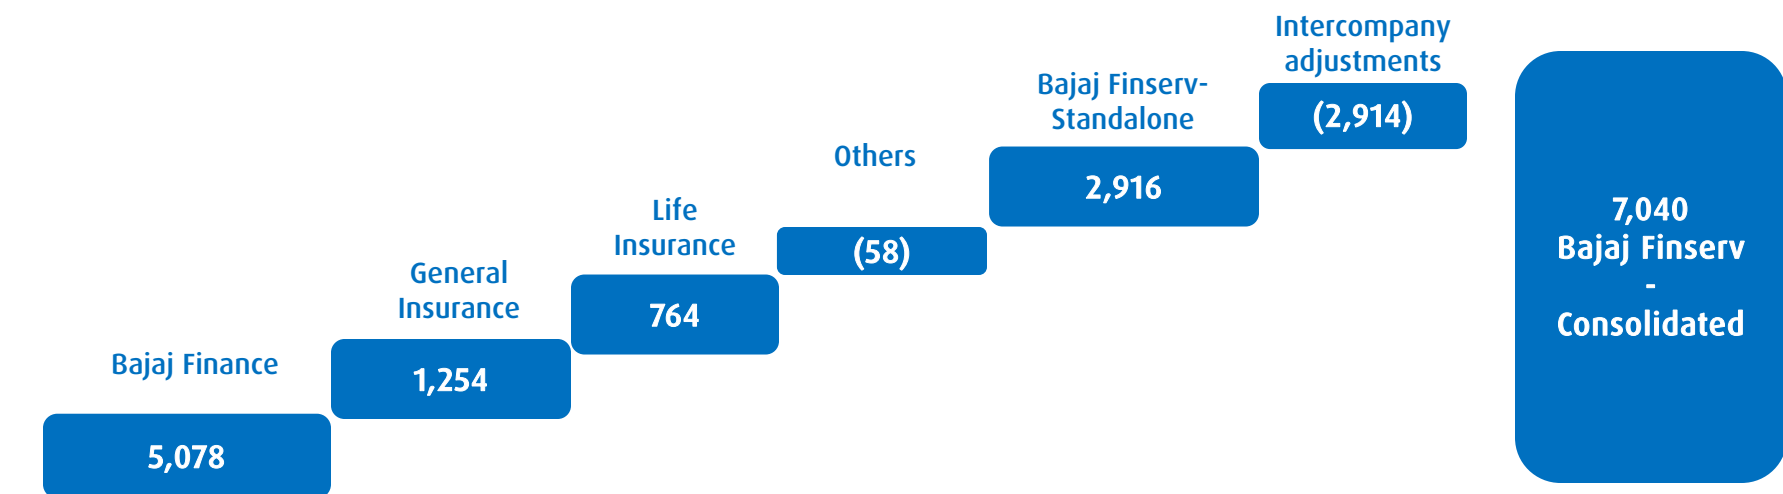 Bajaj Finance
5,078
General
Insurance
1,254
Life
Insurance
764
Others
(58)
Bajaj Finserv-
Standalone
2,916
Intercompany
adjustments
(2,914)
7,040
Bajaj Finserv
-
Consolidated